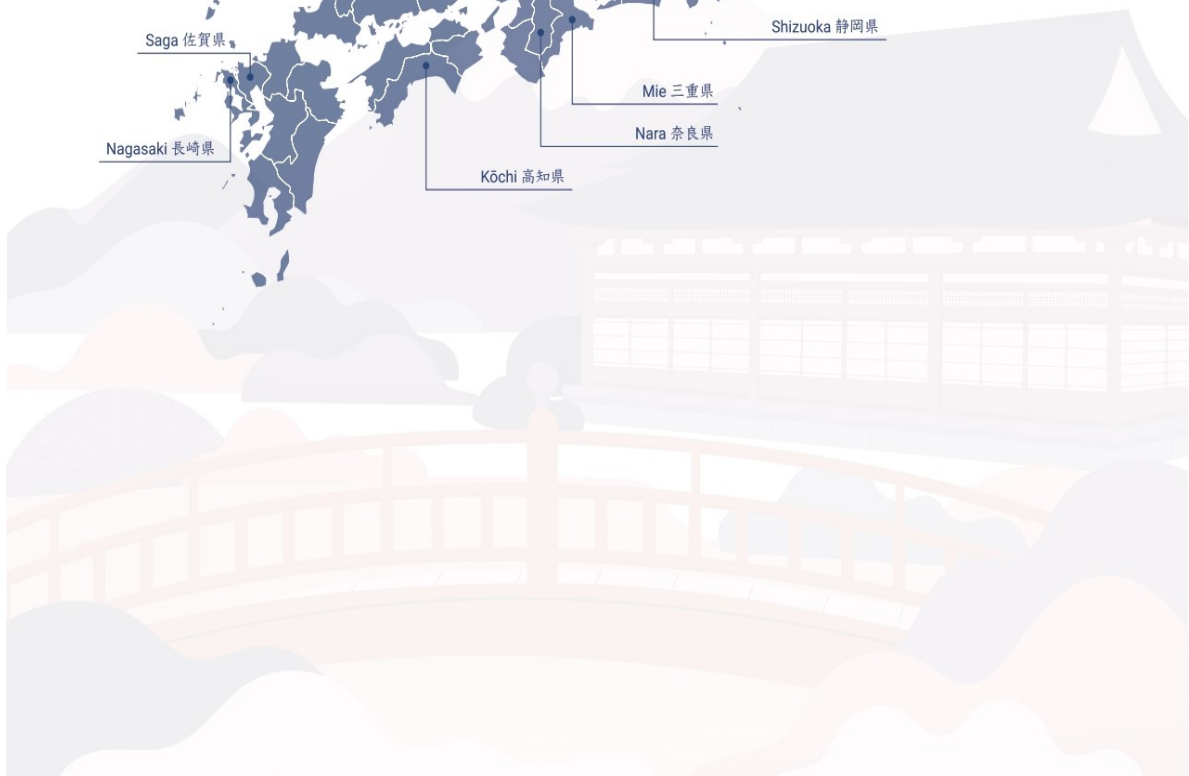 Shizuoka 静岡県
Saga 佐賀県
Mie 三重県
Nara 奈良県
Nagasaki 長崎県
Kōchi 高知県